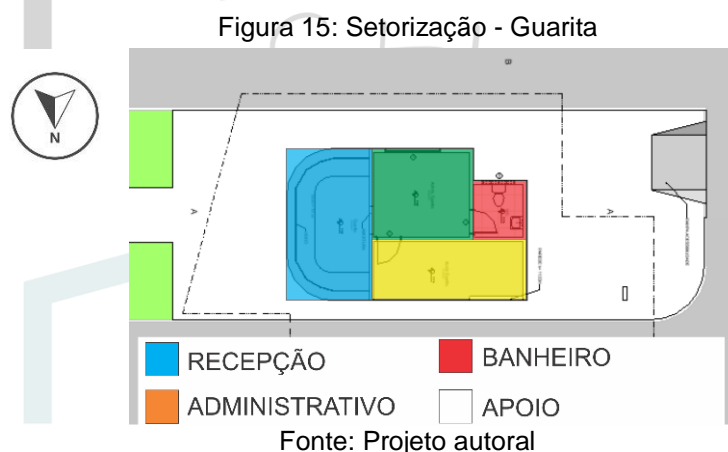 Figura 15: Setorização - Guarita
B
N
A
A
RECEPÇÃO
BANHEIRO
ADMINISTRATIVO
APOIO
Fonte: Projeto autoral